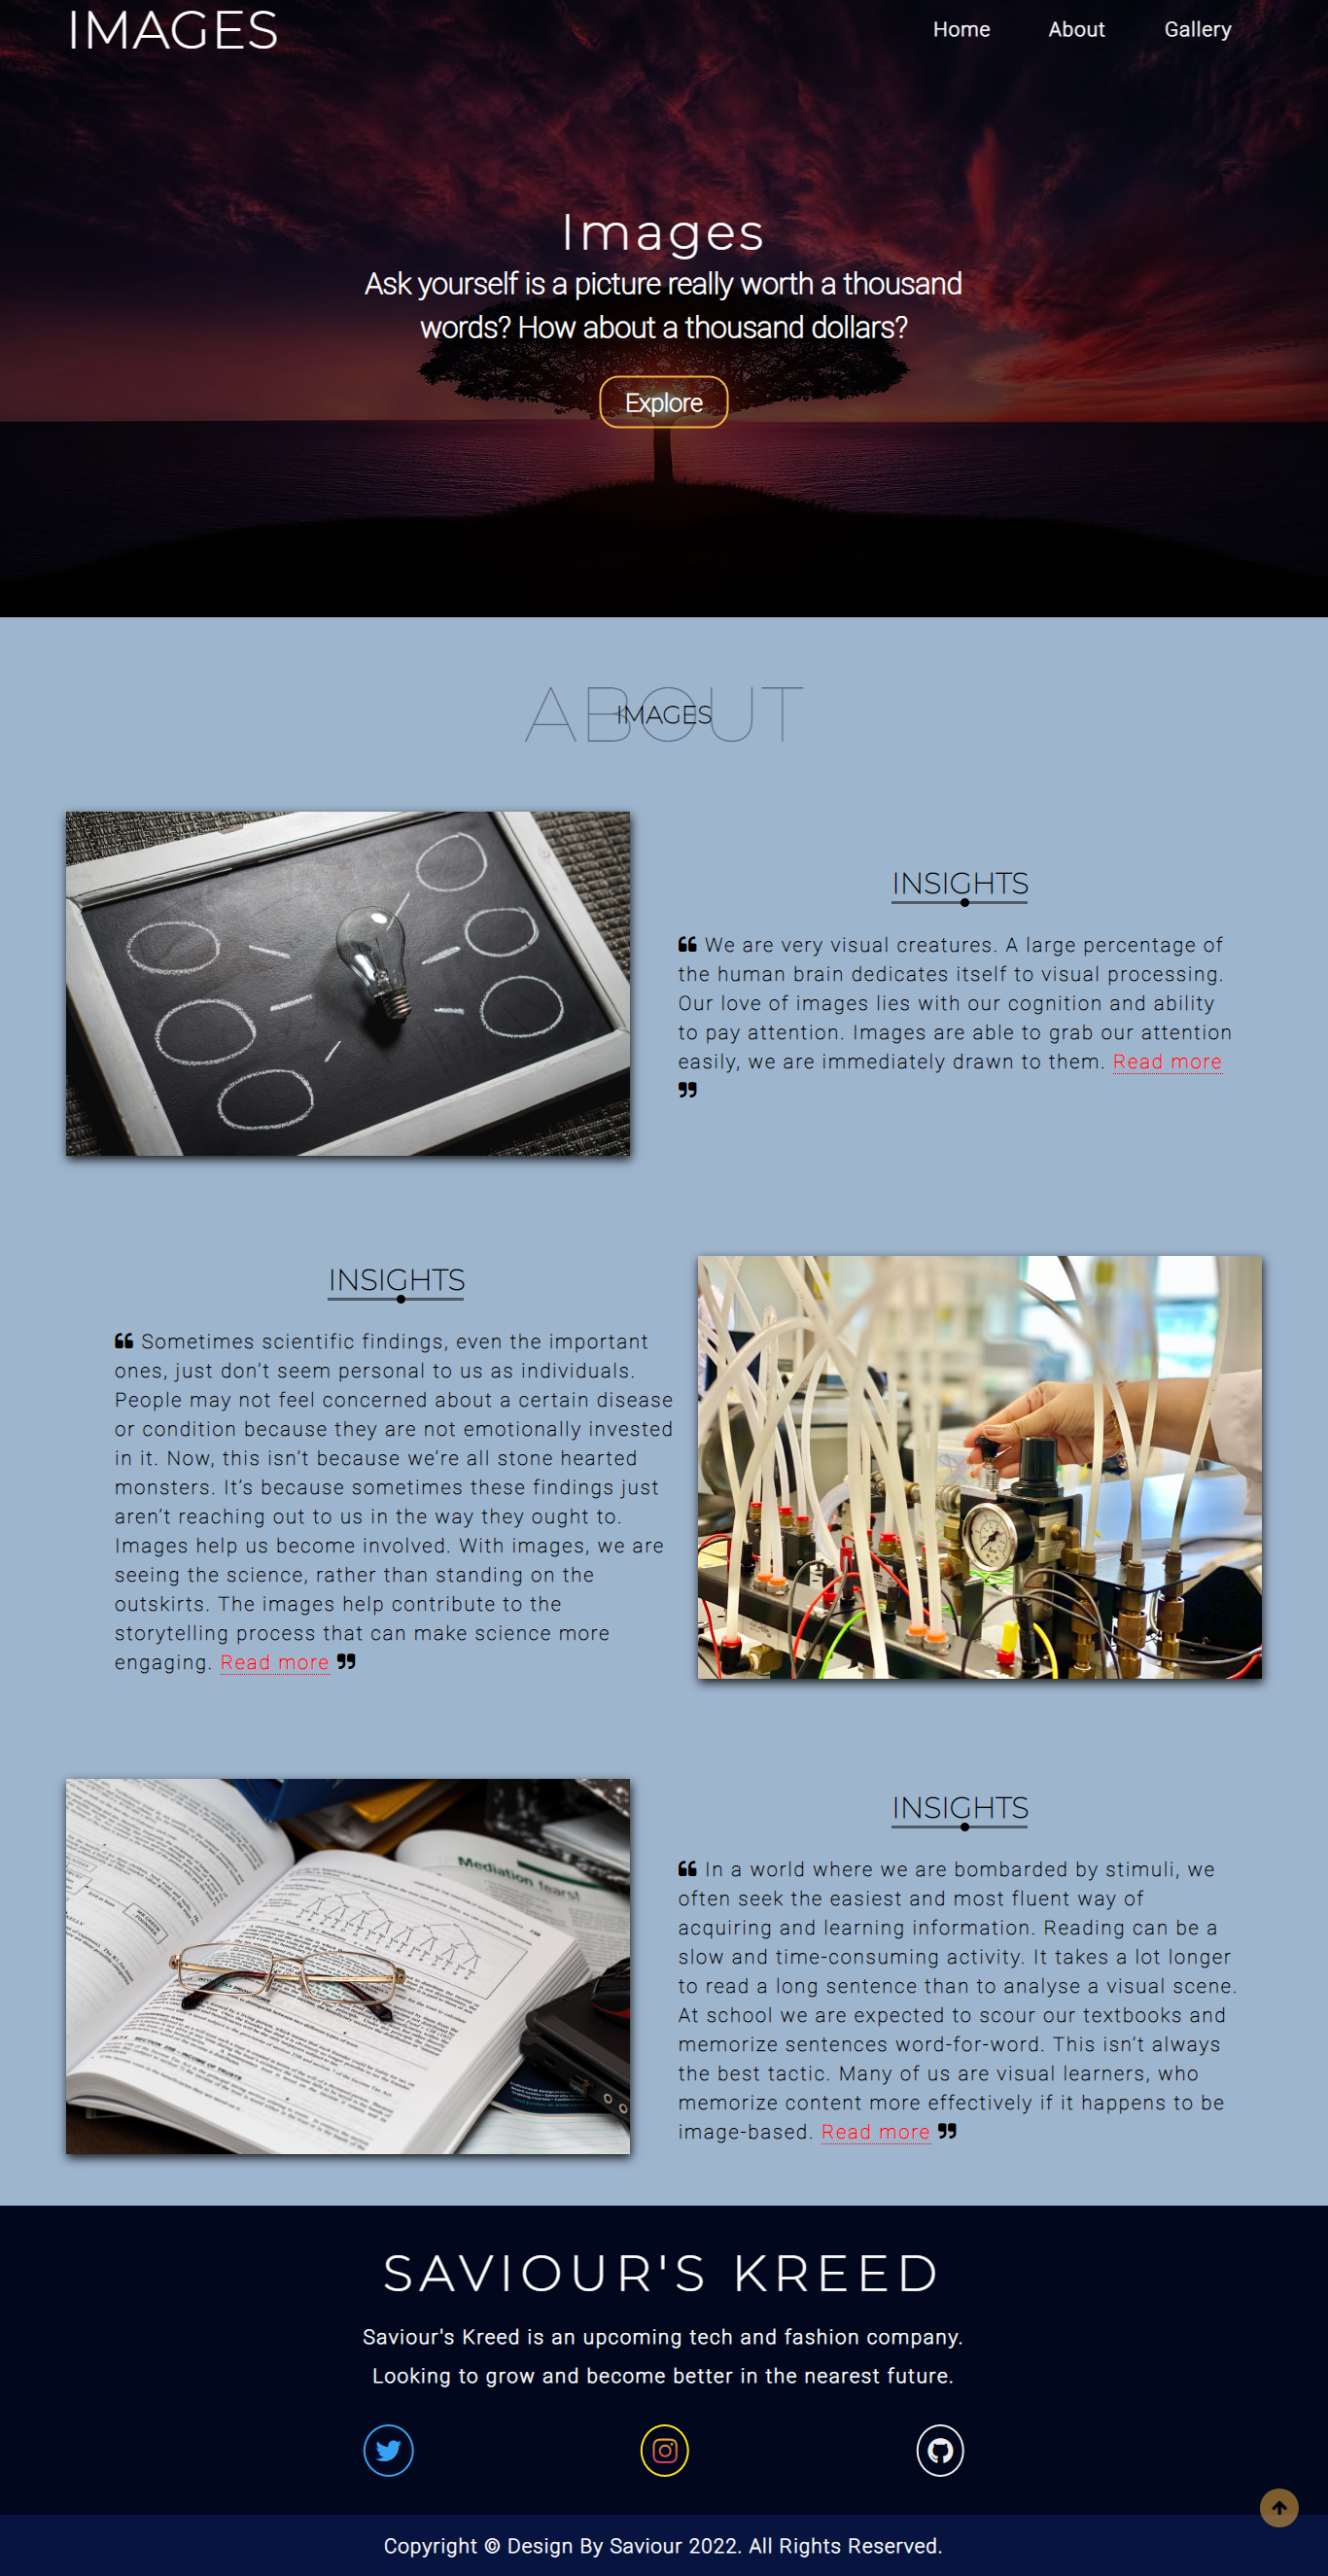 IMAGES
Home About Gallery
Images
Ask yourself is a picture really worth a thousand
words? How about a thousand dollars?
Explore
ABOUT
IMAGES
INSIGHTS
❝ We are very visual creatures. A large percentage of
the human brain dedicates itself to visual processing.
Our love of images lies with our cognition and ability
to pay attention. Images are able to grab our attention
easily, we are immediately drawn to them. Read more
❞
INSIGHTS
❝ Sometimes scientific findings, even the important
ones, just don’t seem personal to us as individuals.
People may not feel concerned about a certain disease
or condition because they are not emotionally invested
in it. Now, this isn’t because we’re all stone hearted
monsters. It’s because sometimes these findings just
aren’t reaching out to us in the way they ought to.
Images help us become involved. With images, we are
seeing the science, rather than standing on the
outskirts. The images help contribute to the
storytelling process that can make science more
engaging. Read more ❞
Mediation
INSIGHTS
❝ In a world where we are bombarded by stimuli, we
often seek the easiest and most fluent way of
acquiring and learning information. Reading can be a
slow and time-consuming activity. It takes a lot longer
to read a long sentence than to analyse a visual scene.
At school we are expected to scour our textbooks and
memorize sentences word-for-word. This isn’t always
the best tactic. Many of us are visual learners, who
memorize content more effectively if it happens to be
image-based. Read more ❞
SAVIOUR'S KREED
Saviour's Kreed is an upcoming tech and fashion company.
Looking to grow and become better in the nearest future.
Copyright © Design By Saviour 2022. All Rights Reserved.